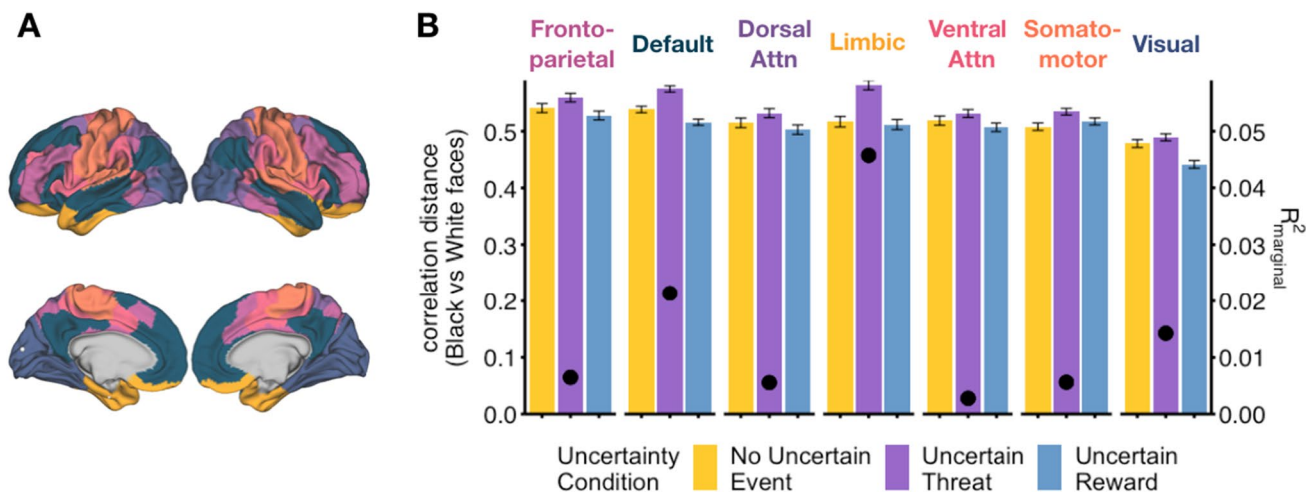 A
B
Fronto-
parietal
Default
Dorsal
Attn
Limbic
Ventral
Attn
Somato-
motor
Visual
correlation distance
(Black vs White faces)
0.5
0.4
0.3
0.2
0.1
0.0
0.05
0.04
0.03
0.02
0.01
0.00
R²marginal
Uncertainty
Condition
No Uncertain
Event
Uncertain
Threat
Uncertain
Reward